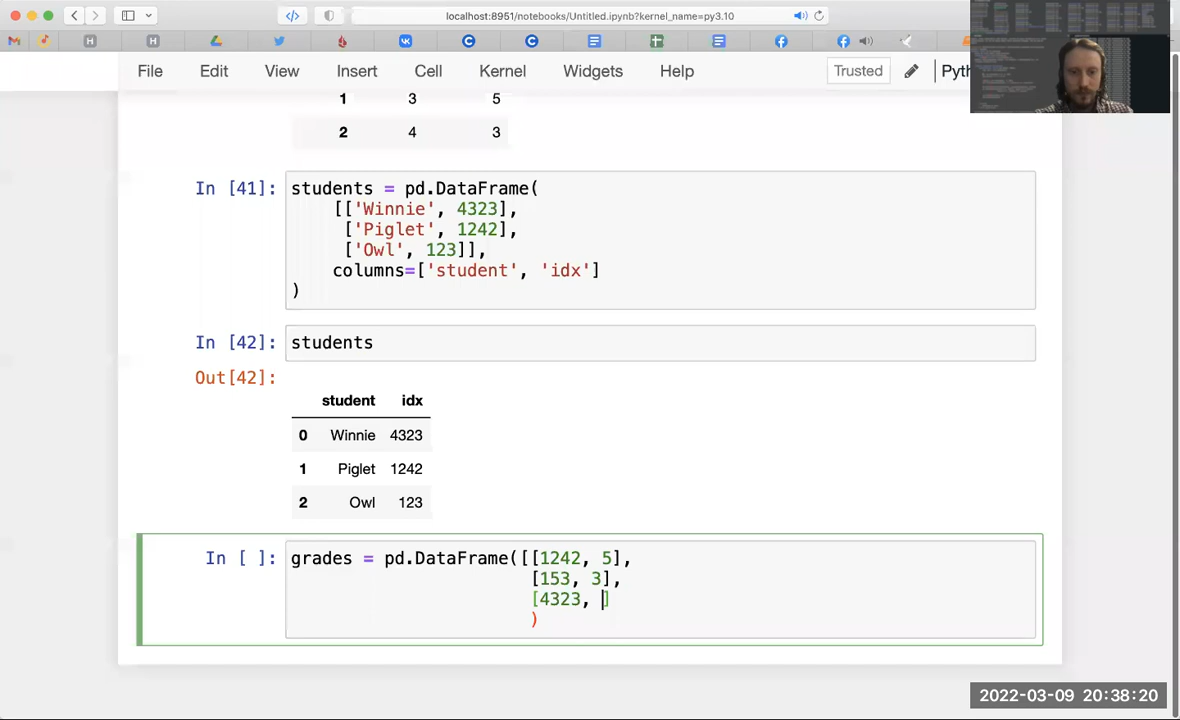 localhost:8951/notebooks/Untitled.ipynb?kernel_name=py3.10
File Edit View Insert Cell Kernel Widgets Help Trusted Pyth
1 3 5
2 4 3
In [41]: students = pd.DataFrame(
[['Winnie', 4323],
['Piglet', 1242],
['Owl', 123]],
columns=['student', 'idx']
)
In [42]: students
Out[42]:
student idx
0 Winnie 4323
1 Piglet 1242
2 Owl 123
In [ ]: grades = pd.DataFrame([[1242, 5],
[153, 3],
[4323, ]
)
2022-03-09 20:38:20